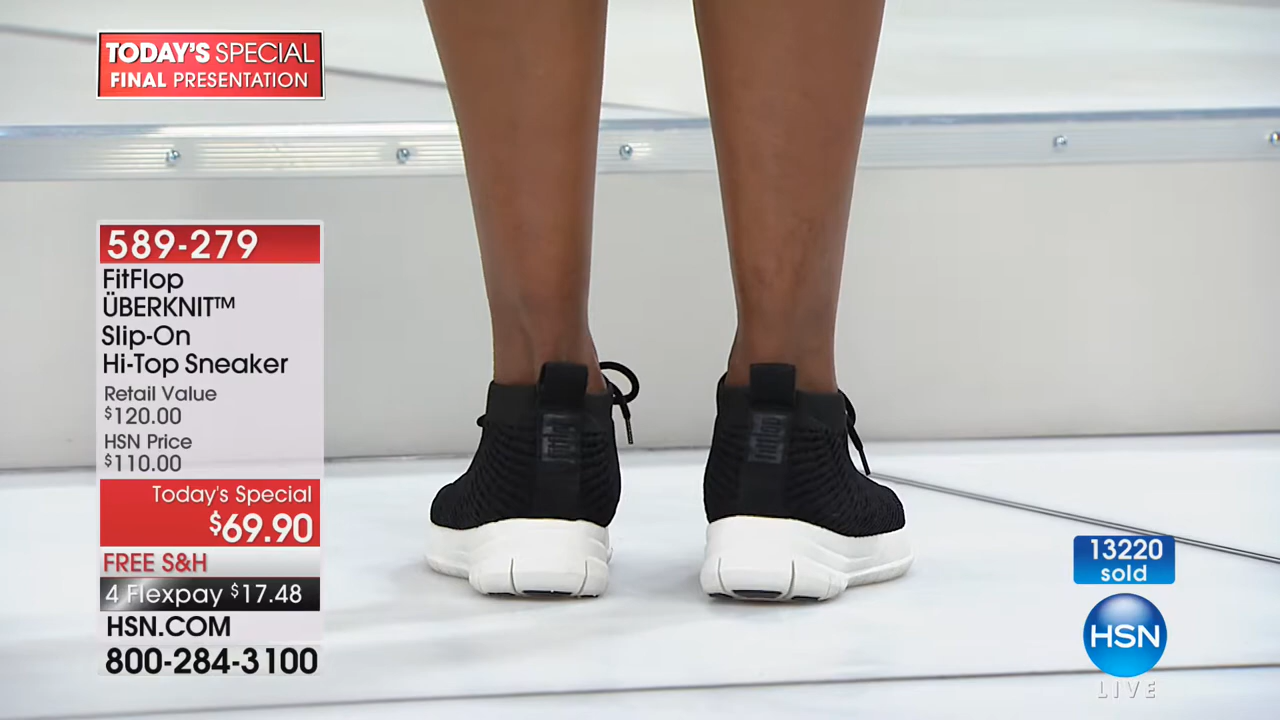 TODAY'S SPECIAL
FINAL PRESENTATION
589-279
FitFlop
ÜBERKNIT™
Slip-On
Hi-Top Sneaker
Retail Value
$120.00
HSN Price
$110.00
Today's Special
$69.90
FREE S&H
4 Flexpay $17.48
HSN.COM
800-284-3100
fitflop
fitflop
13220
sold
HSN
LIVE